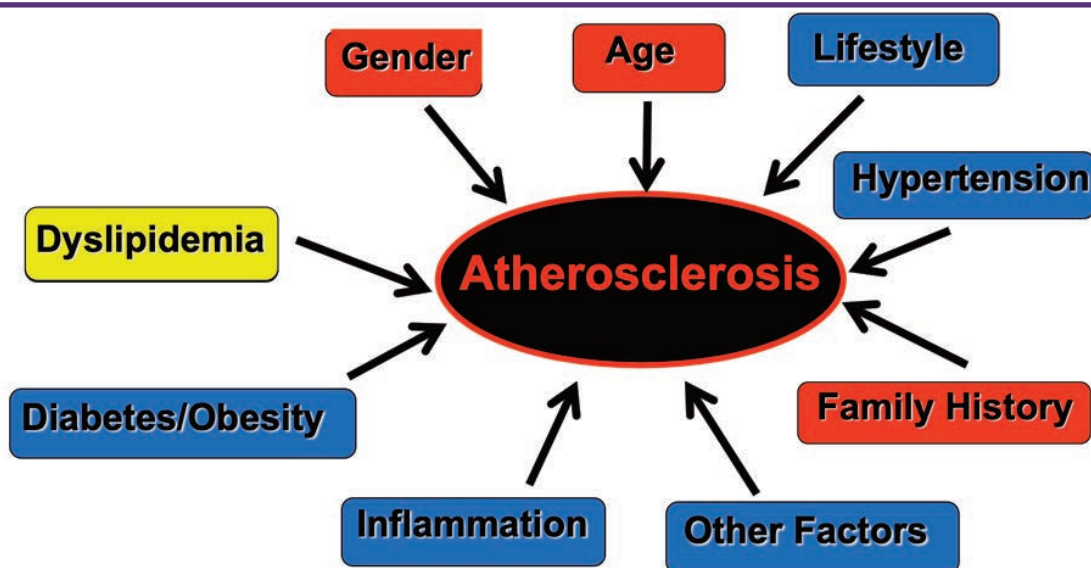 Gender
Age
Lifestyle
Hypertension
Dyslipidemia
Atherosclerosis
Diabetes/Obesity
Family History
Inflammation
Other Factors